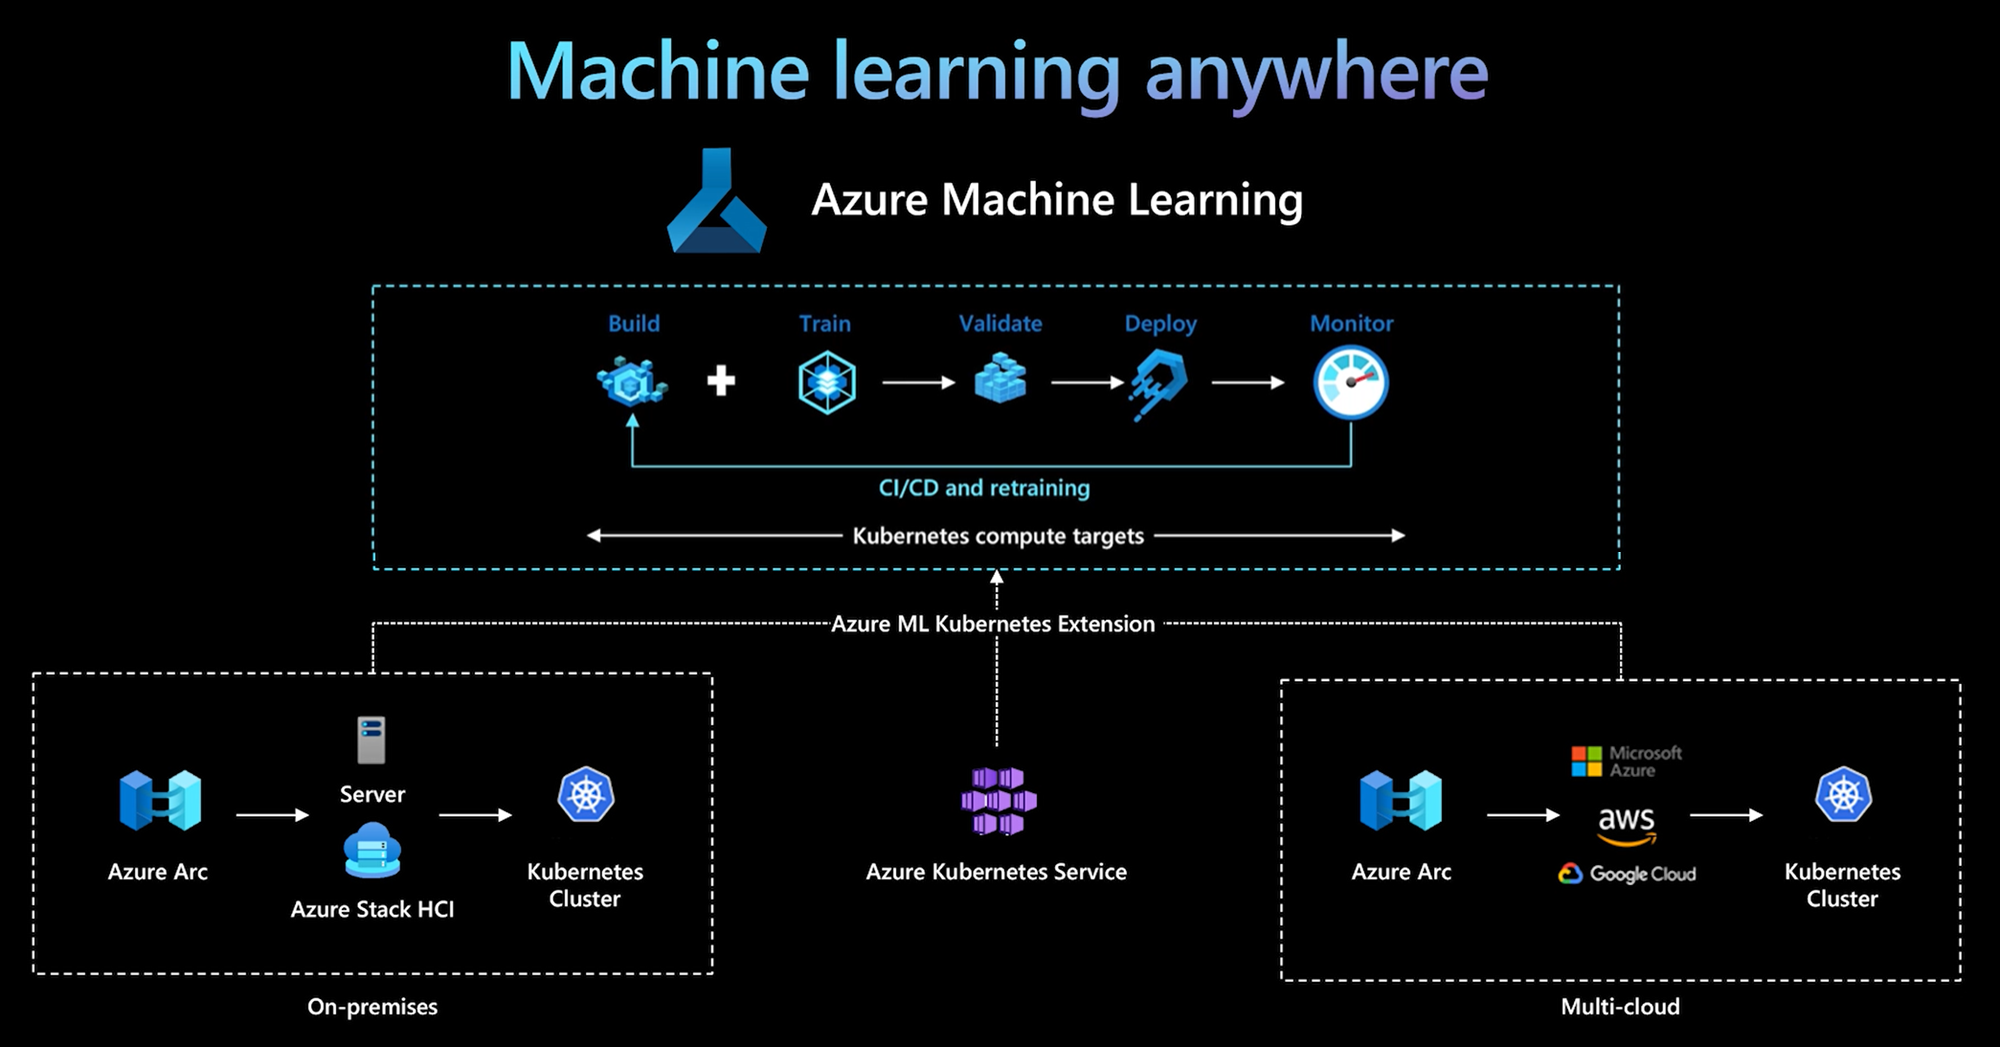 Machine learning anywhere
Azure Machine Learning
Build
Train
Validate
Deploy
Monitor
CI/CD and retraining
Kubernetes compute targets
Azure ML Kubernetes Extension
Server
Azure Arc
Azure Stack HCI
Kubernetes
Cluster
On-premises
Azure Kubernetes Service
Microsoft
Azure
aws
Google Cloud
Azure Arc
Kubernetes
Cluster
Multi-cloud